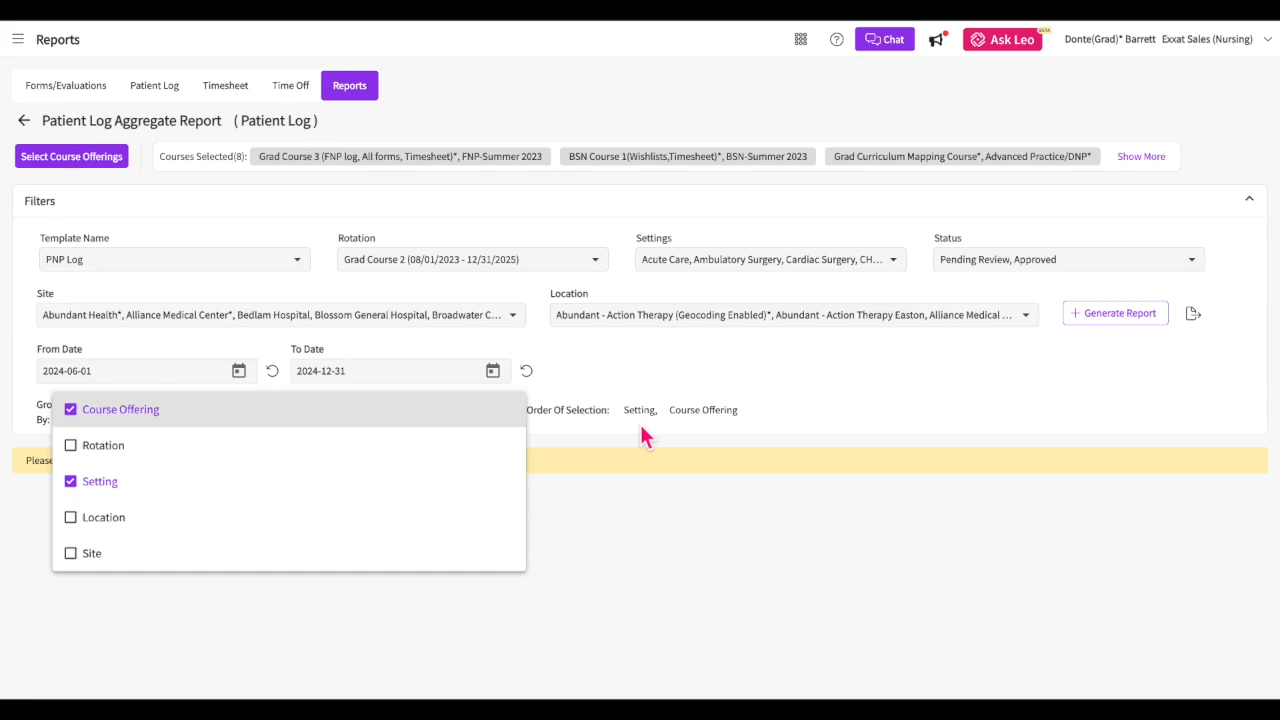 Reports
Chat
Ask Leo
BETA
Donte(Grad)* Barrett Exxat Sales (Nursing)
Forms/Evaluations
Patient Log
Timesheet
Time Off
Reports
Patient Log Aggregate Report ( Patient Log )
Select Course Offerings
Courses Selected(8):
Grad Course 3 (FNP log, All forms, Timesheet)*, FNP-Summer 2023
BSN Course 1(Wishlists,Timesheet)*, BSN-Summer 2023
Grad Curriculum Mapping Course*, Advanced Practice/DNP*
Show More
Filters
Template Name
PNP Log
Rotation
Grad Course 2 (08/01/2023 - 12/31/2025)
Settings
Acute Care, Ambulatory Surgery, Cardiac Surgery, CH...
Status
Pending Review, Approved
Site
Abundant Health*, Alliance Medical Center*, Bedlam Hospital, Blossom General Hospital, Broadwater C...
Location
Abundant - Action Therapy (Geocoding Enabled)*, Abundant - Action Therapy Easton, Alliance Medical ...
+ Generate Report
From Date
2024-06-01
To Date
2024-12-31
Gro
By:
Course Offering
Rotation
Setting
Location
Site
Order Of Selection: Setting, Course Offering
Please